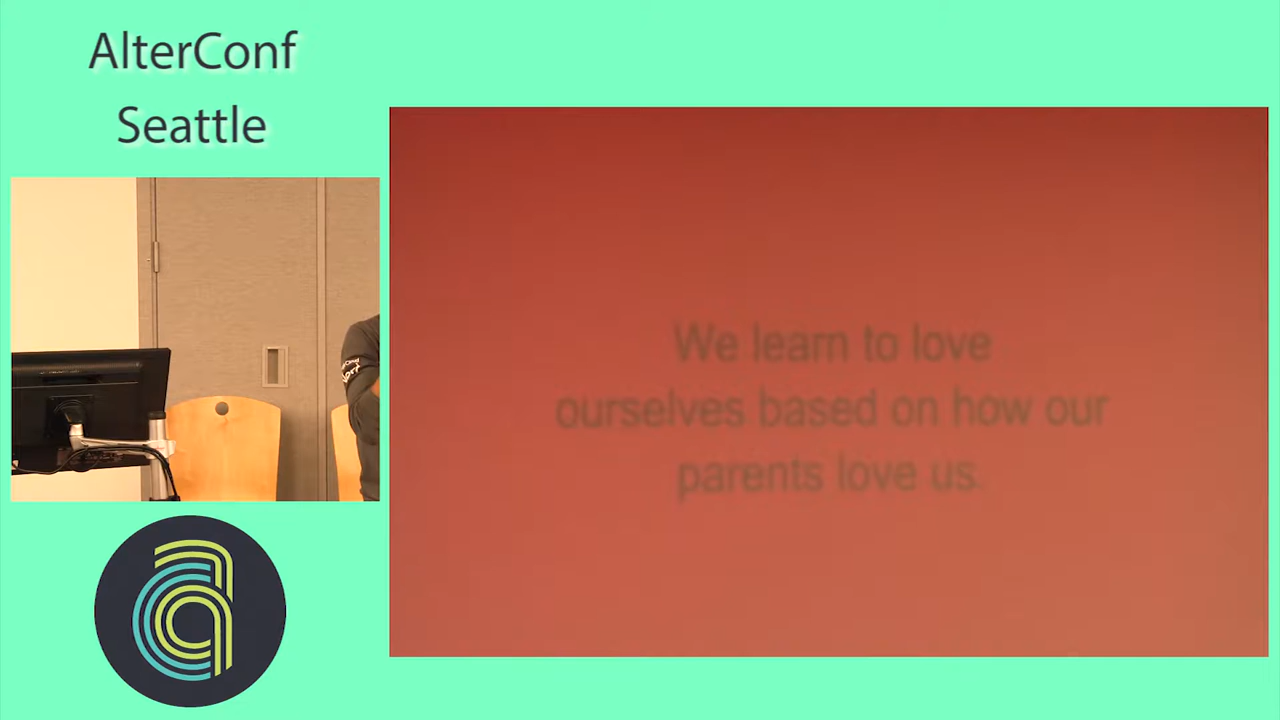 AlterConf
Seattle
We learn to love
ourselves based on how our
parents love us.